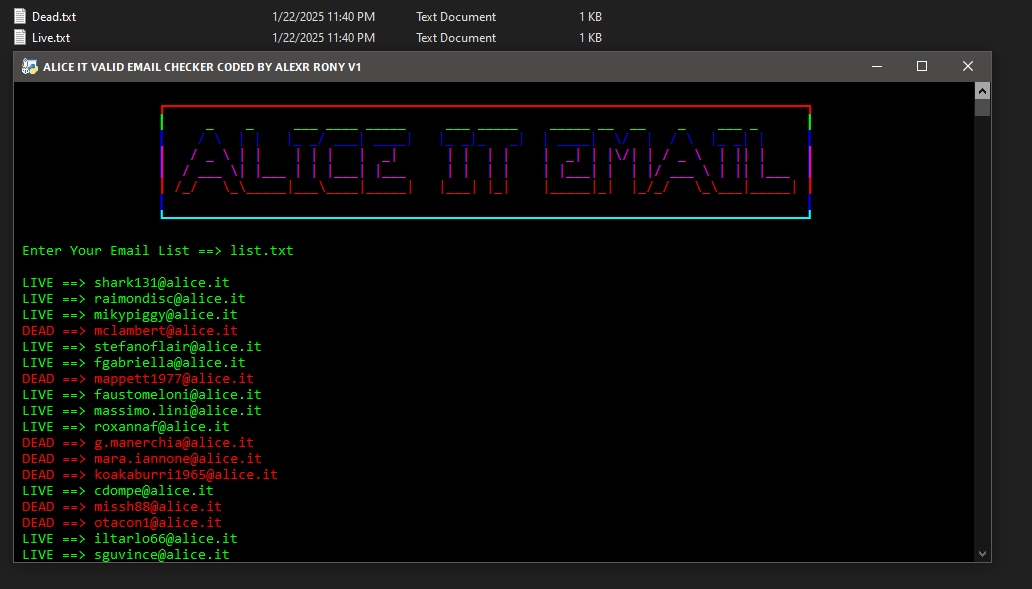 Dead.txt 1/22/2025 11:40 PM Text Document 1 KB
Live.txt 1/22/2025 11:40 PM Text Document 1 KB
ALICE IT VALID EMAIL CHECKER CODED BY ALEXR RONY V1
ALICE IT EMAIL
Enter Your Email List ==> list.txt
LIVE ==> shark131@alice.it
LIVE ==> raimondisc@alice.it
LIVE ==> mikypiggy@alice.it
DEAD ==> mclambert@alice.it
LIVE ==> stefanoflair@alice.it
LIVE ==> fgabriella@alice.it
DEAD ==> mappett1977@alice.it
LIVE ==> faustomeloni@alice.it
LIVE ==> massimo.lini@alice.it
LIVE ==> roxannaf@alice.it
DEAD ==> g.manerchia@alice.it
DEAD ==> mara.iannone@alice.it
DEAD ==> koakaburri1965@alice.it
LIVE ==> cdompe@alice.it
DEAD ==> missh88@alice.it
DEAD ==> otacon1@alice.it
LIVE ==> iltarlo66@alice.it
LIVE ==> sguvince@alice.it